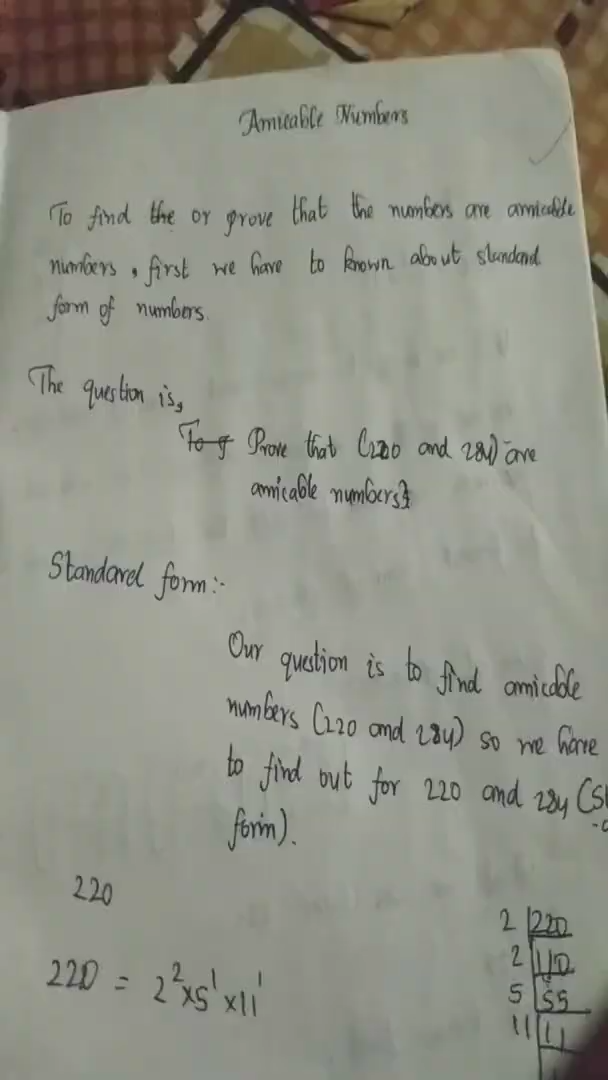 Amicable Numbers
To find the or prove that the numbers are amicable
numbers, first we have to known about standard
form of numbers.
The question is,
To g Prove that (220 and 284) are
amicable numbers}
Standard form:-
Our question is to find amicable
numbers (220 and 284) so we have
to find out for 220 and 284 (S
form).
220
220 = 2²×5¹×11¹
2 | 220
2 | 110
5 | 55
11 | 11